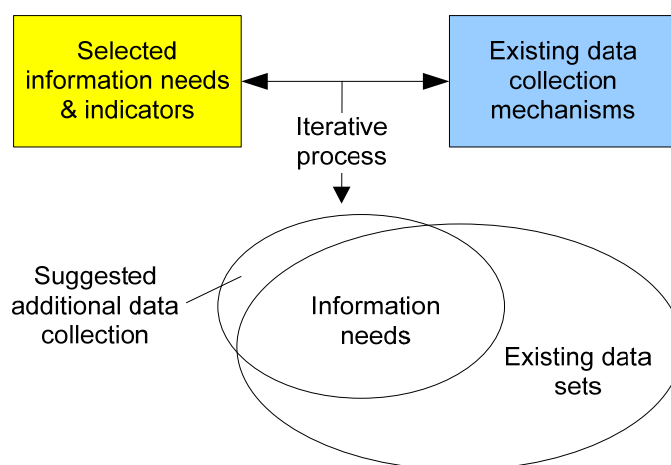 Selected
information needs
& indicators
Existing data
collection
mechanisms
Iterative
process
Suggested
additional data
collection
Information
needs
Existing data
sets